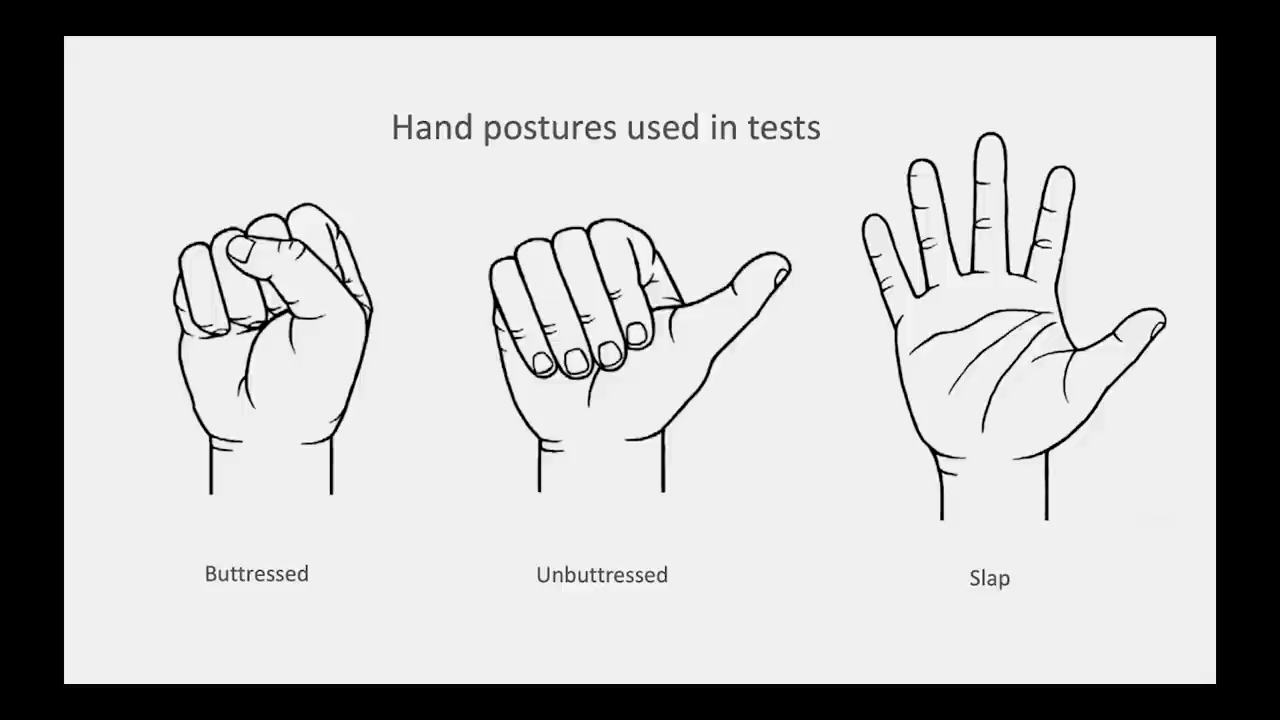 Hand postures used in tests
Buttressed
Unbuttressed
Slap